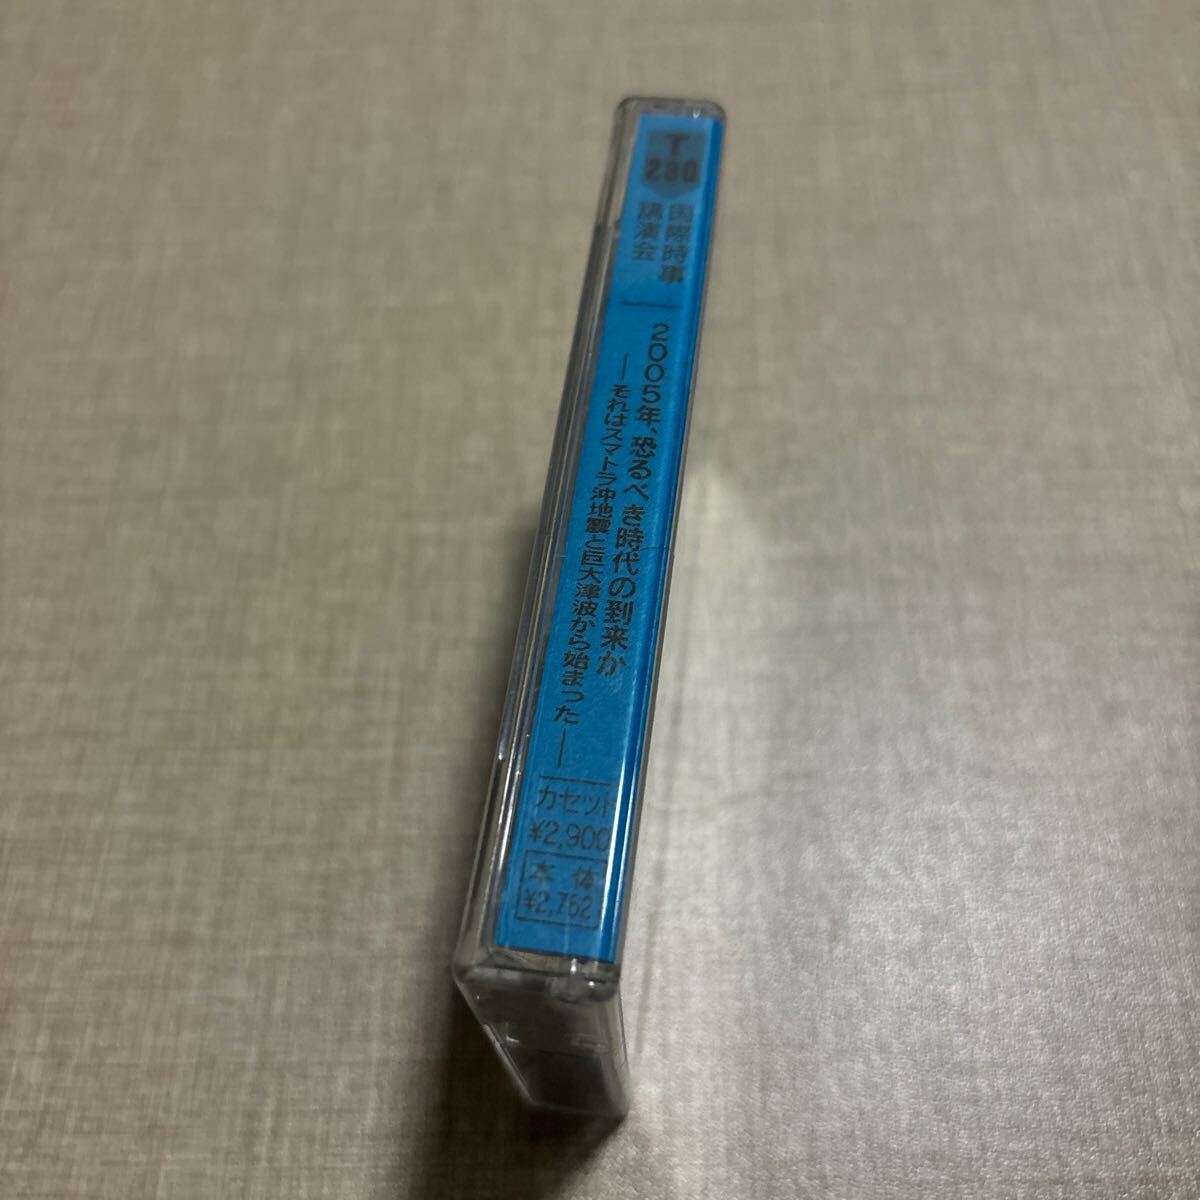 T
230
国際時事
講演会
2005年、恐るべき時代の到来か
―それはスマトラ沖地震と巨大津波から始まった―
カセット
¥2,900
本体
¥2,762